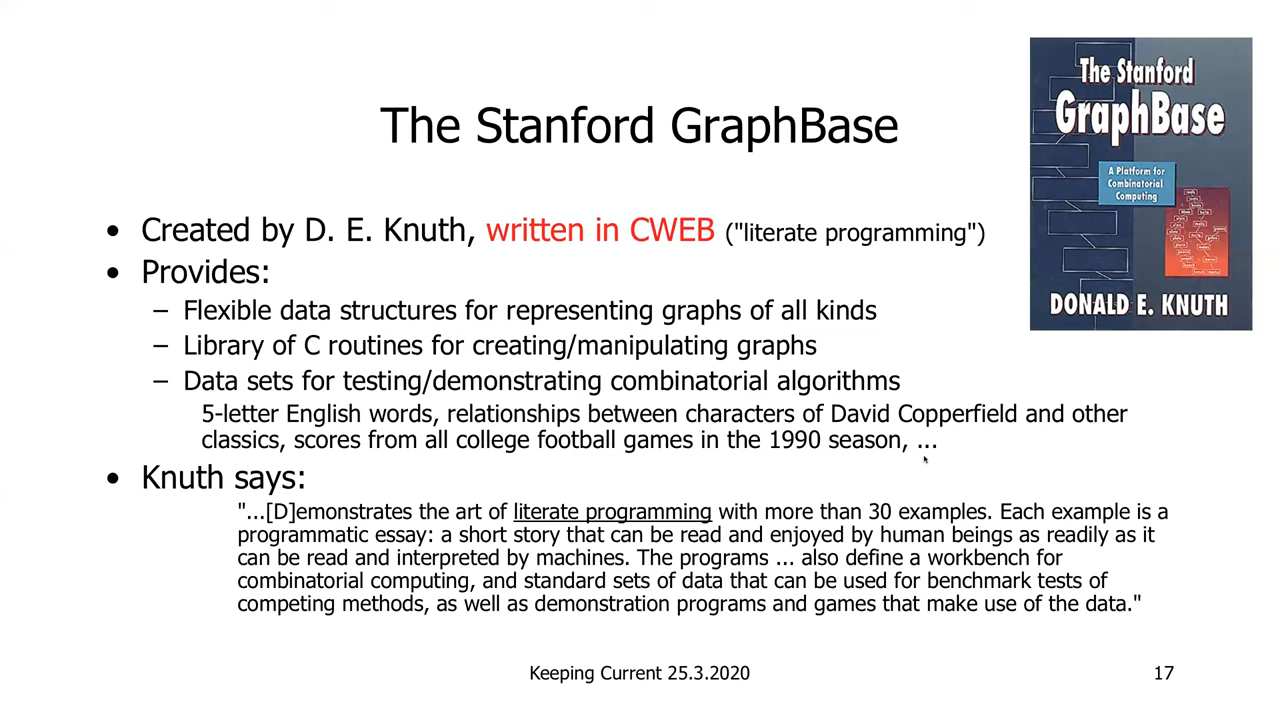 The Stanford
GraphBase
A Platform for
Combinatorial
Computing
DONALD E. KNUTH
The Stanford GraphBase
• Created by D. E. Knuth, written in CWEB ("literate programming")
• Provides:
– Flexible data structures for representing graphs of all kinds
– Library of C routines for creating/manipulating graphs
– Data sets for testing/demonstrating combinatorial algorithms
5-letter English words, relationships between characters of David Copperfield and other
classics, scores from all college football games in the 1990 season, ...
• Knuth says:
"...[D]emonstrates the art of literate programming with more than 30 examples. Each example is a
programmatic essay: a short story that can be read and enjoyed by human beings as readily as it
can be read and interpreted by machines. The programs ... also define a workbench for
combinatorial computing, and standard sets of data that can be used for benchmark tests of
competing methods, as well as demonstration programs and games that make use of the data."
Keeping Current 25.3.2020
17